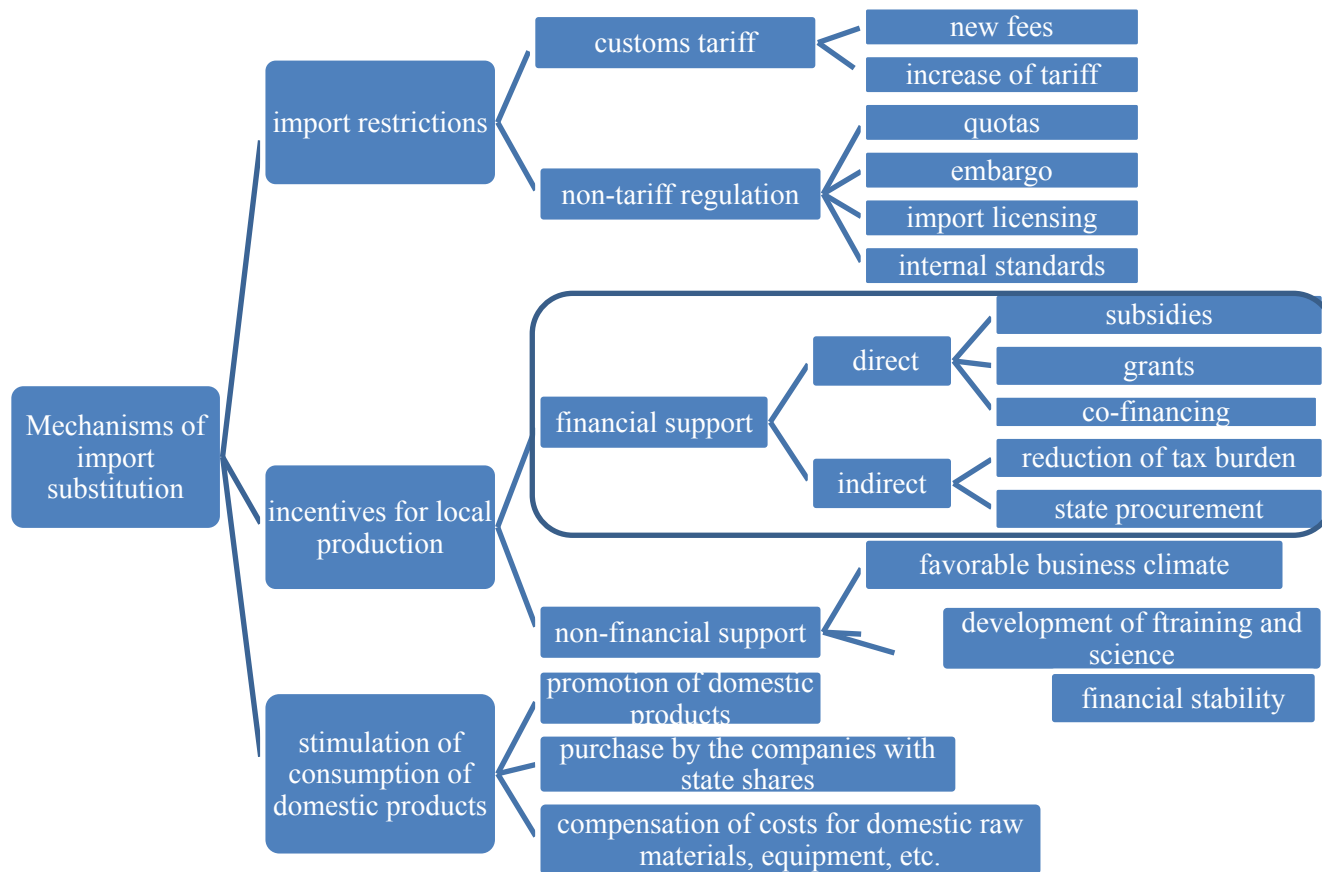 customs tariff
new fees
increase of tariff
import restrictions
quotas
non-tariff regulation
embargo
import licensing
internal standards
subsidies
direct
grants
financial support
co-financing
Mechanisms of
import
substitution
reduction of tax burden
indirect
state procurement
incentives for local
production
favorable business climate
non-financial support
development of ftraining and
science
financial stability
promotion of domestic
products
stimulation of
consumption of
domestic products
purchase by the companies with
state shares
compensation of costs for domestic raw
materials, equipment, etc.